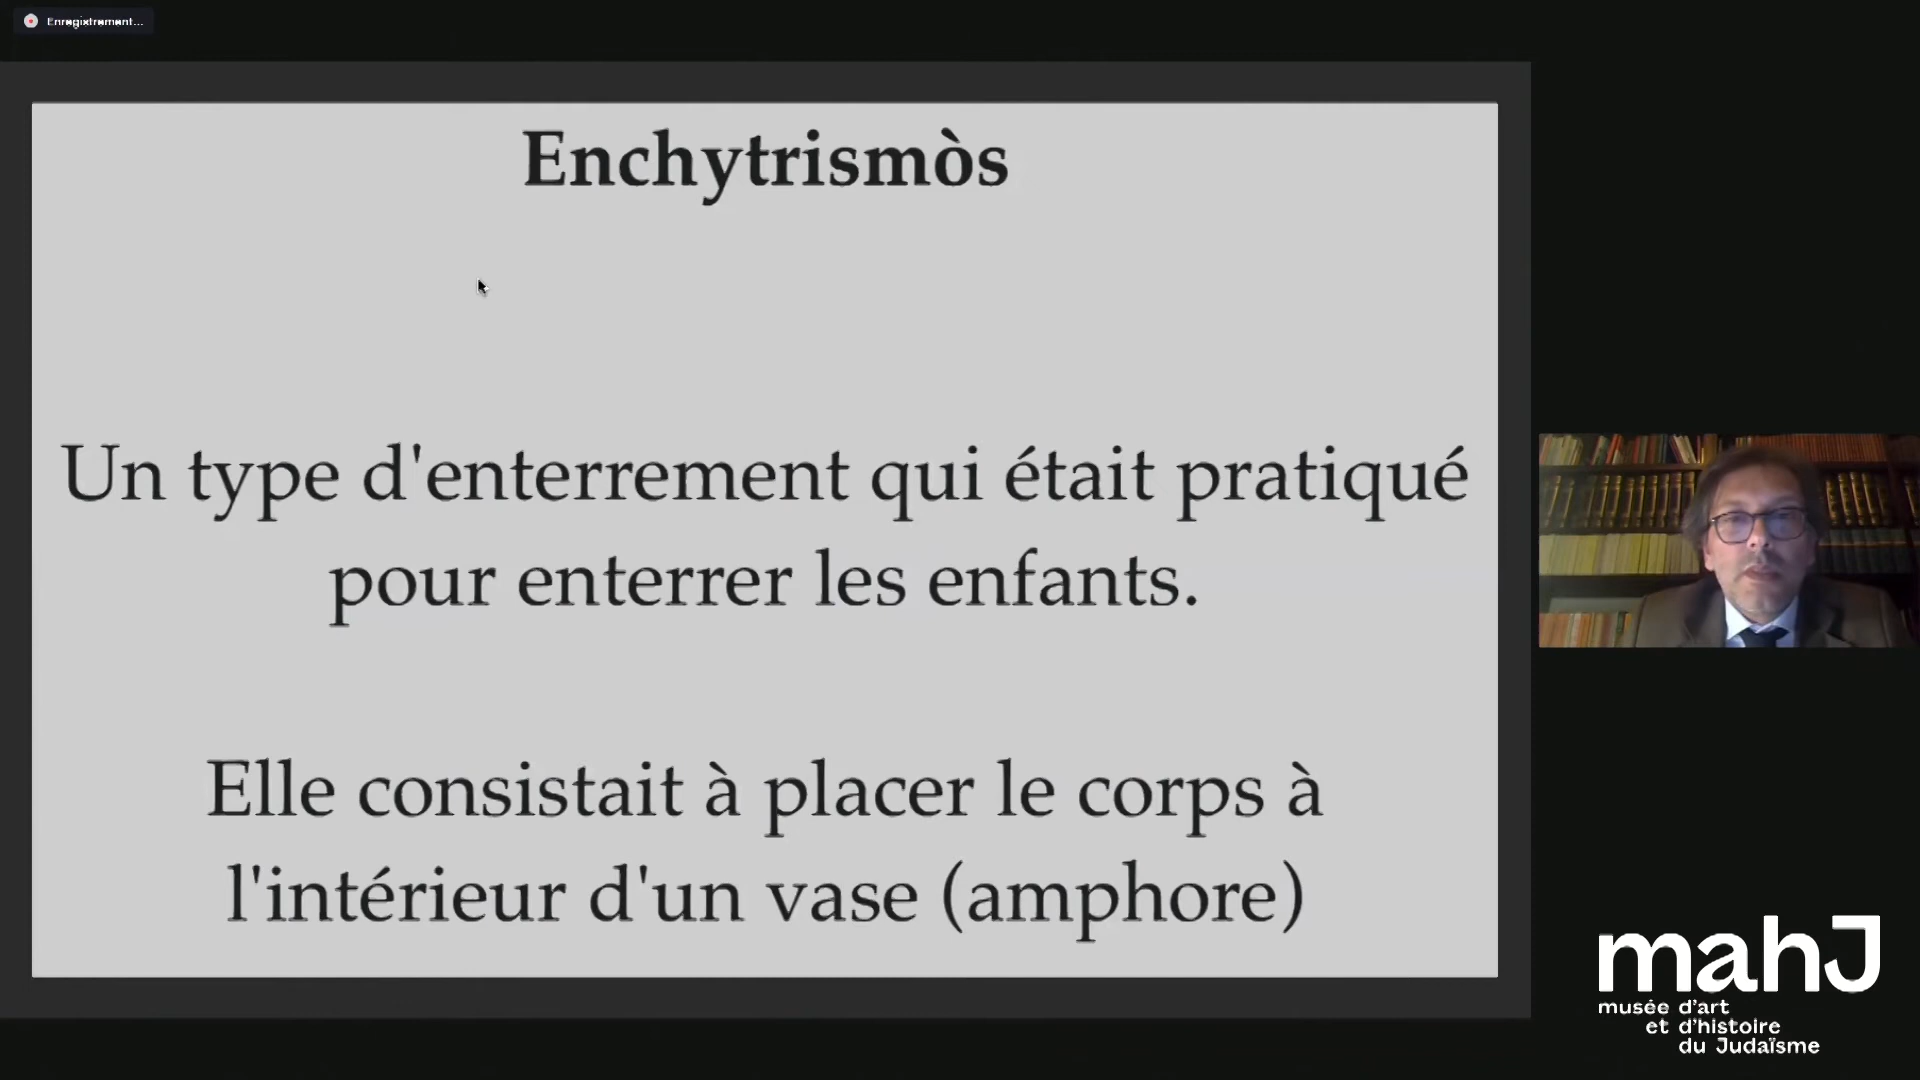 Enregistrement...
Enchytrismòs
Un type d'enterrement qui était pratiqué
pour enterrer les enfants.
Elle consistait à placer le corps à
l'intérieur d'un vase (amphore)
mahJ
musée d'art
et d'histoire
du Judaïsme